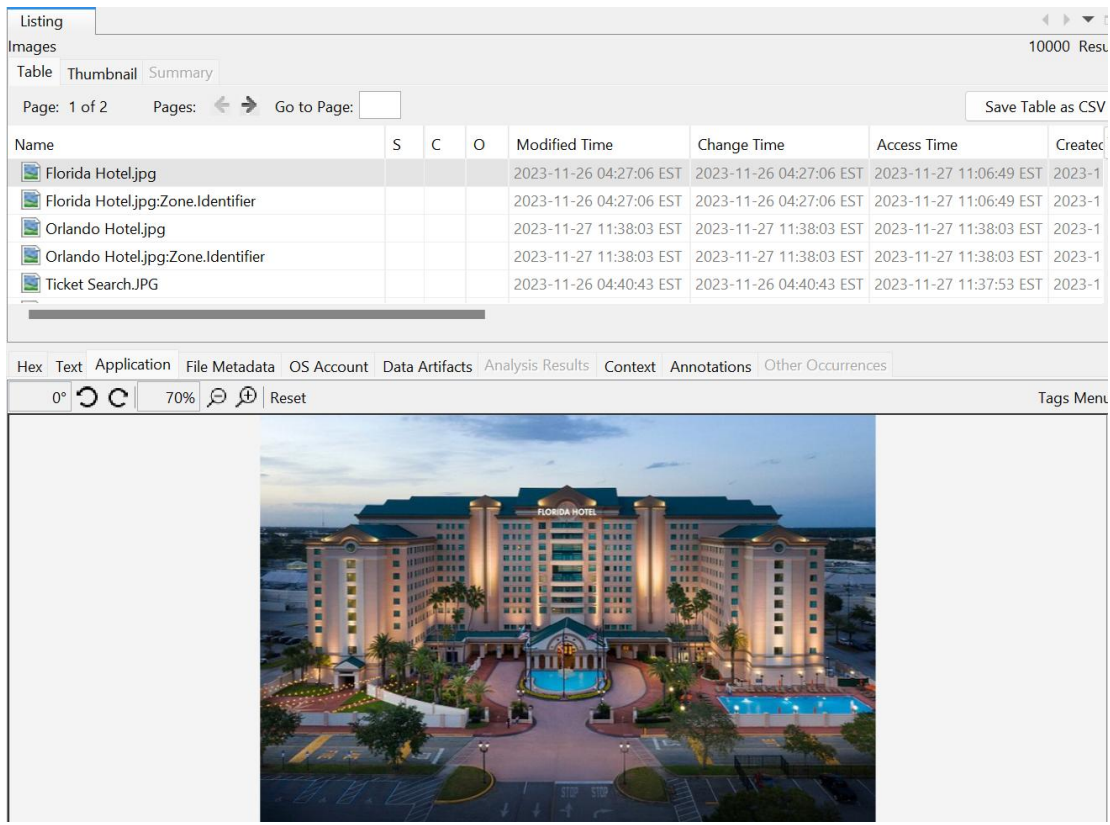 Listing
Images 10000 Resu
Table Thumbnail Summary
Page: 1 of 2 Pages: Go to Page: Save Table as CSV
Name S C O Modified Time Change Time Access Time Created
Florida Hotel.jpg 2023-11-26 04:27:06 EST 2023-11-26 04:27:06 EST 2023-11-27 11:06:49 EST 2023-1
Florida Hotel.jpg:Zone.Identifier 2023-11-26 04:27:06 EST 2023-11-26 04:27:06 EST 2023-11-27 11:06:49 EST 2023-1
Orlando Hotel.jpg 2023-11-27 11:38:03 EST 2023-11-27 11:38:03 EST 2023-11-27 11:38:03 EST 2023-1
Orlando Hotel.jpg:Zone.Identifier 2023-11-27 11:38:03 EST 2023-11-27 11:38:03 EST 2023-11-27 11:38:03 EST 2023-1
Ticket Search.JPG 2023-11-26 04:40:43 EST 2023-11-26 04:40:43 EST 2023-11-27 11:37:53 EST 2023-1
Hex Text Application File Metadata OS Account Data Artifacts Analysis Results Context Annotations Other Occurrences
0° 70% Reset Tags Menu
FLORIDA HOTEL
STOP STOP